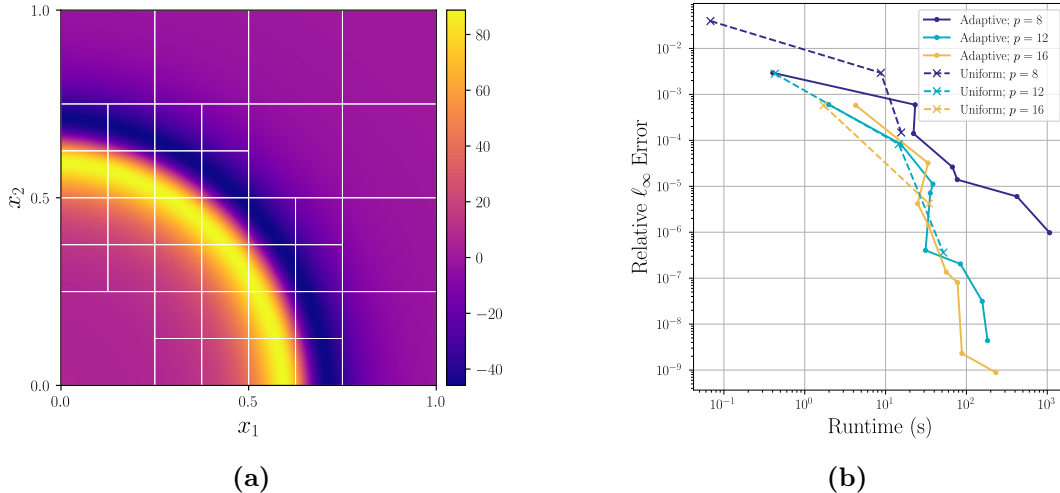 1.0
0.5
0.0
x₂
0.0
0.5
1.0
x₁
80
60
40
20
0
−20
−40
(a)
10⁻²
10⁻³
10⁻⁴
10⁻⁵
10⁻⁶
10⁻⁷
10⁻⁸
10⁻⁹
Relative ℓ∞ Error
10⁻¹
10⁰
10¹
10²
10³
Runtime (s)
Adaptive; p = 8
Adaptive; p = 12
Adaptive; p = 16
Uniform; p = 8
Uniform; p = 12
Uniform; p = 16
(b)